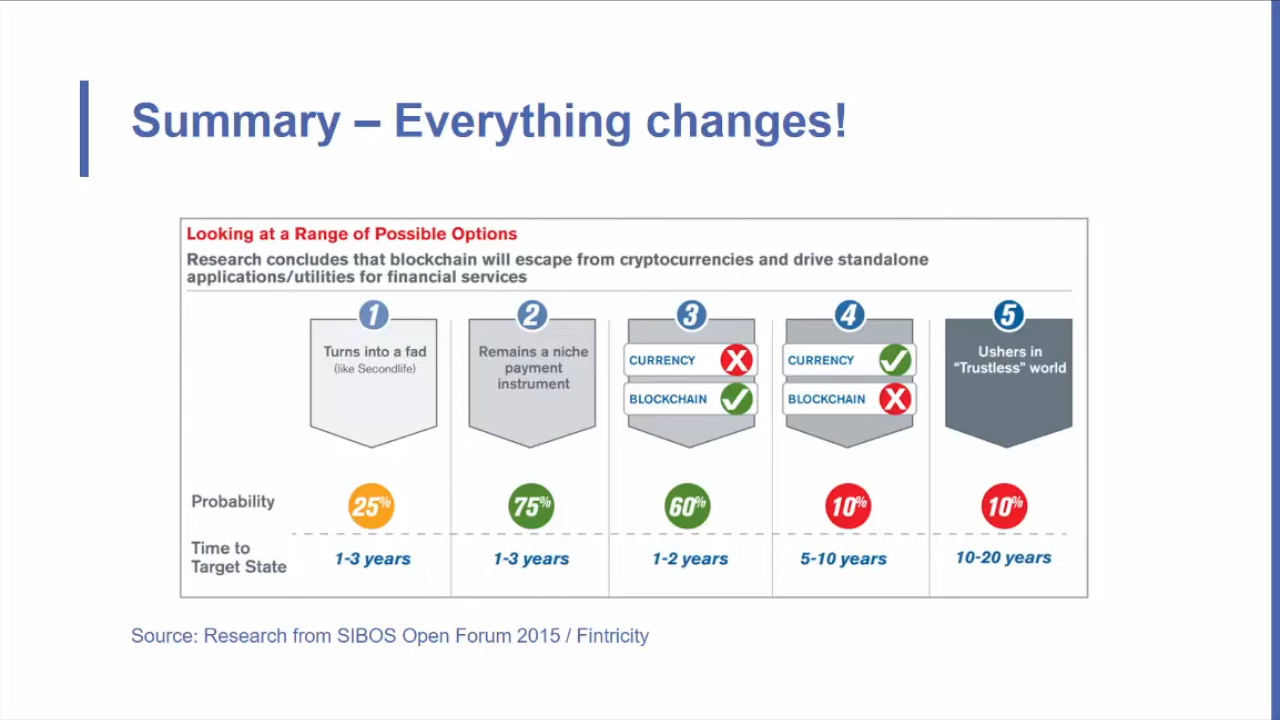 Summary – Everything changes!
Looking at a Range of Possible Options
Research concludes that blockchain will escape from cryptocurrencies and drive standalone
applications/utilities for financial services
1
Turns into a fad
(like Secondlife)
2
Remains a niche
payment
instrument
3
CURRENCY
BLOCKCHAIN
4
CURRENCY
BLOCKCHAIN
5
Ushers in
“Trustless” world
Probability
25%
75%
60%
10%
10%
Time to
Target State
1-3 years
1-3 years
1-2 years
5-10 years
10-20 years
Source: Research from SIBOS Open Forum 2015 / Fintricity